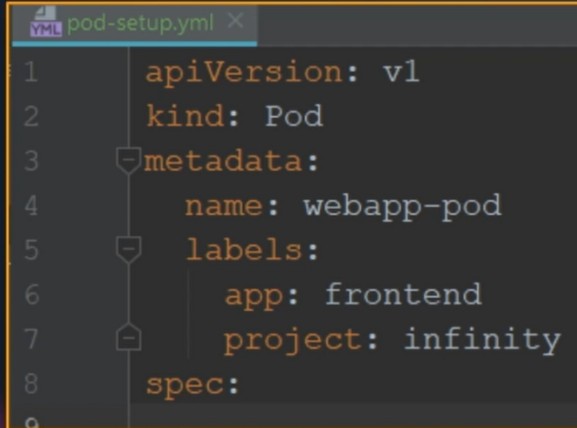 YML pod-setup.yml ×
1 apiVersion: v1
2 kind: Pod
3 metadata:
4 name: webapp-pod
5 labels:
6 app: frontend
7 project: infinity
8 spec:
9